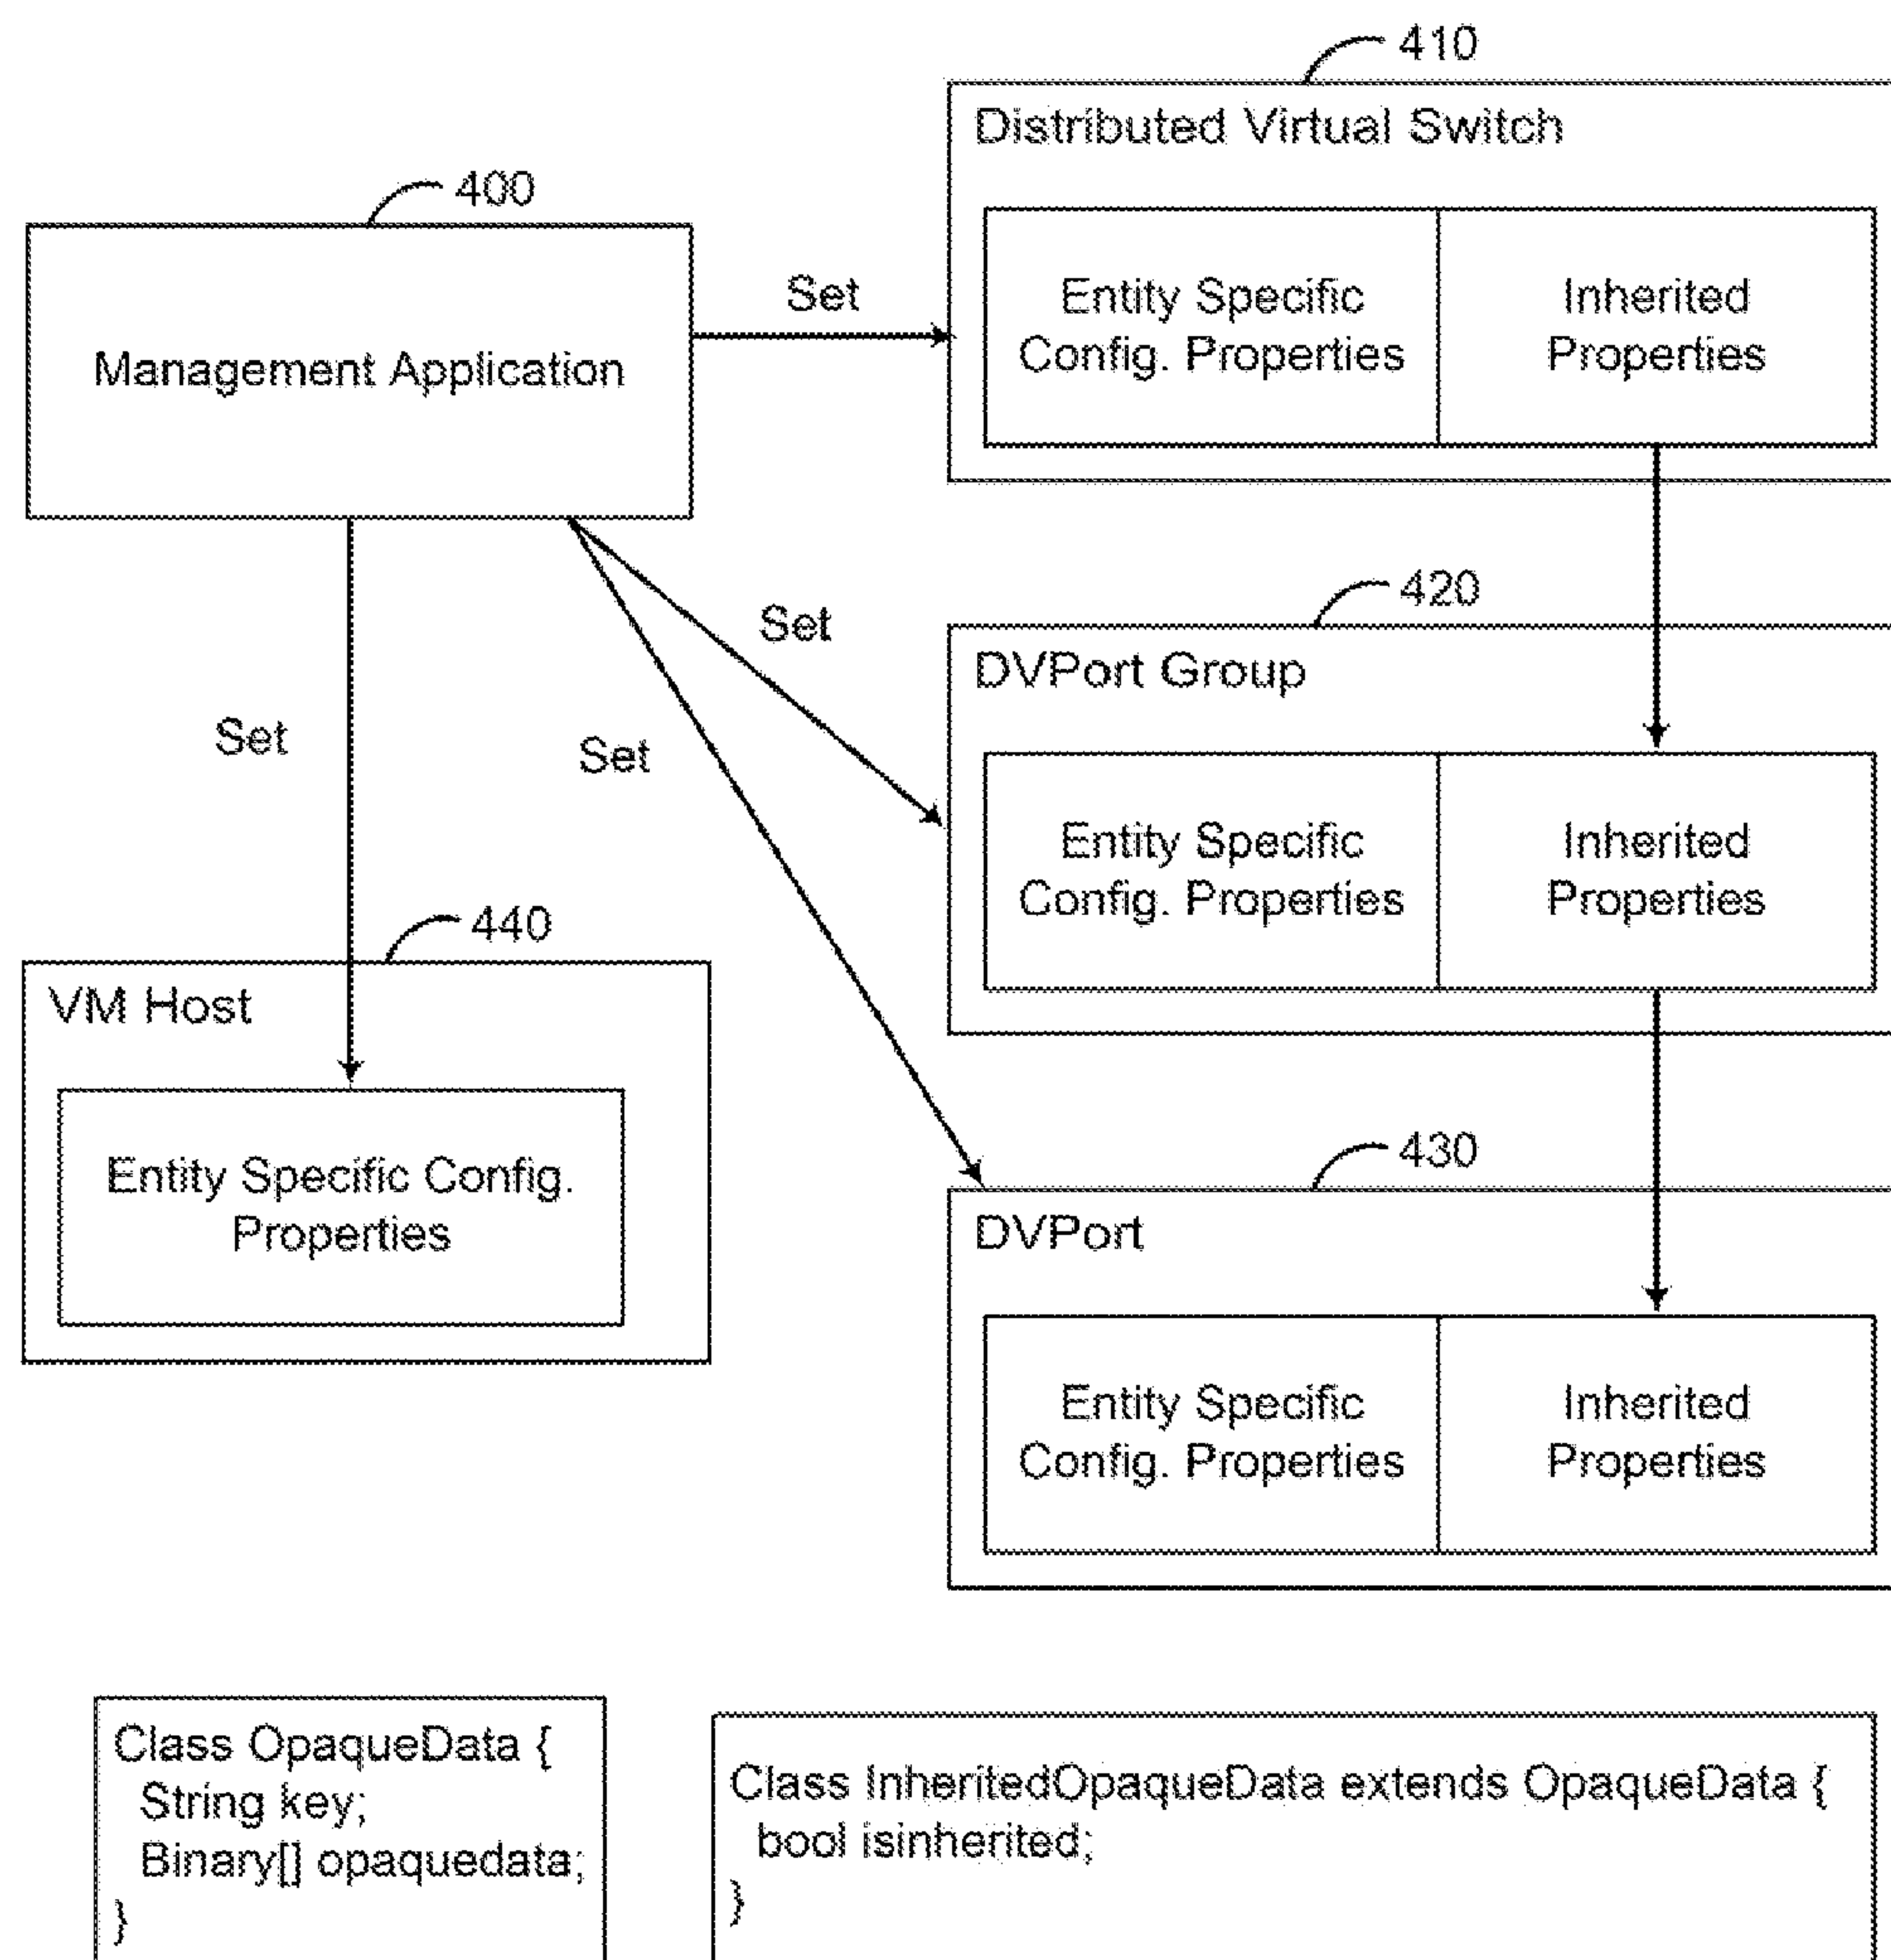 410
Distributed Virtual Switch
400
Management Application
Set
Entity Specific
Config. Properties
Inherited
Properties
420
DVPort Group
Set
Set
Set
Entity Specific
Config. Properties
Inherited
Properties
440
VM Host
Entity Specific Config.
Properties
430
DVPort
Entity Specific
Config. Properties
Inherited
Properties
Class OpaqueData {
String key;
Binary[] opaquedata;
}
Class InheritedOpaqueData extends OpaqueData {
bool isinherited;
}